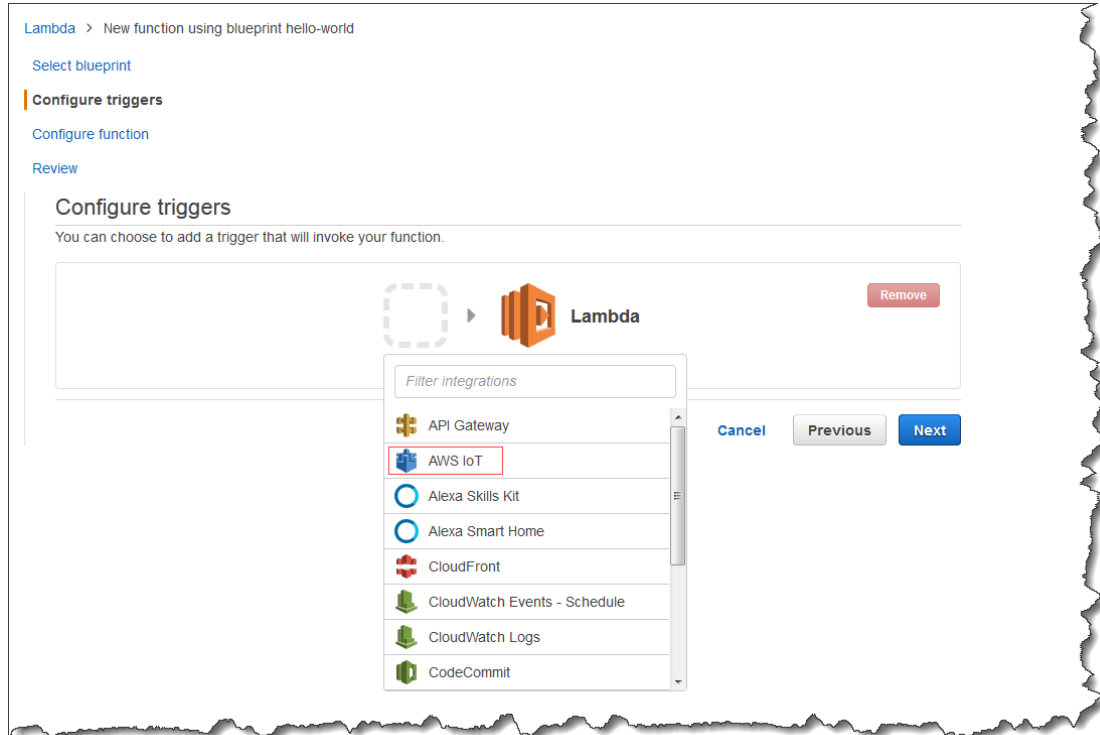 Lambda > New function using blueprint hello-world
Select blueprint
Configure triggers
Configure function
Review
Configure triggers
You can choose to add a trigger that will invoke your function.
Lambda
Remove
Filter integrations
API Gateway
AWS IoT
Alexa Skills Kit
Alexa Smart Home
CloudFront
CloudWatch Events - Schedule
CloudWatch Logs
CodeCommit
Cancel
Previous
Next